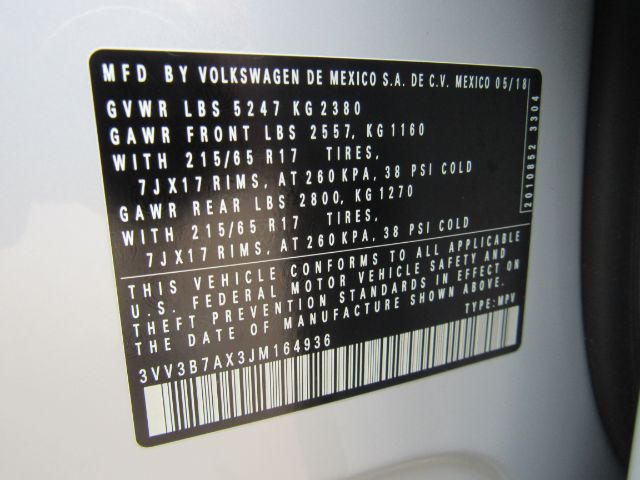 MFD BY VOLKSWAGEN DE MEXICO S.A. DE C.V. MEXICO 05/18
GVWR LBS 5247 KG 2380
GAWR FRONT LBS 2557, KG 1160
WITH 215/65 R17 TIRES,
7JX17 RIMS, AT 260 KPA, 38 PSI COLD
GAWR REAR LBS 2800, KG 1270
WITH 215/65 R17 TIRES,
7JX17 RIMS, AT 260 KPA, 38 PSI COLD
2010852 3304
THIS VEHICLE CONFORMS TO ALL APPLICABLE
U.S. FEDERAL MOTOR VEHICLE SAFETY AND
THEFT PREVENTION STANDARDS IN EFFECT ON
THE DATE OF MANUFACTURE SHOWN ABOVE.
TYPE: MPV
3VV3B7AX3JM164936